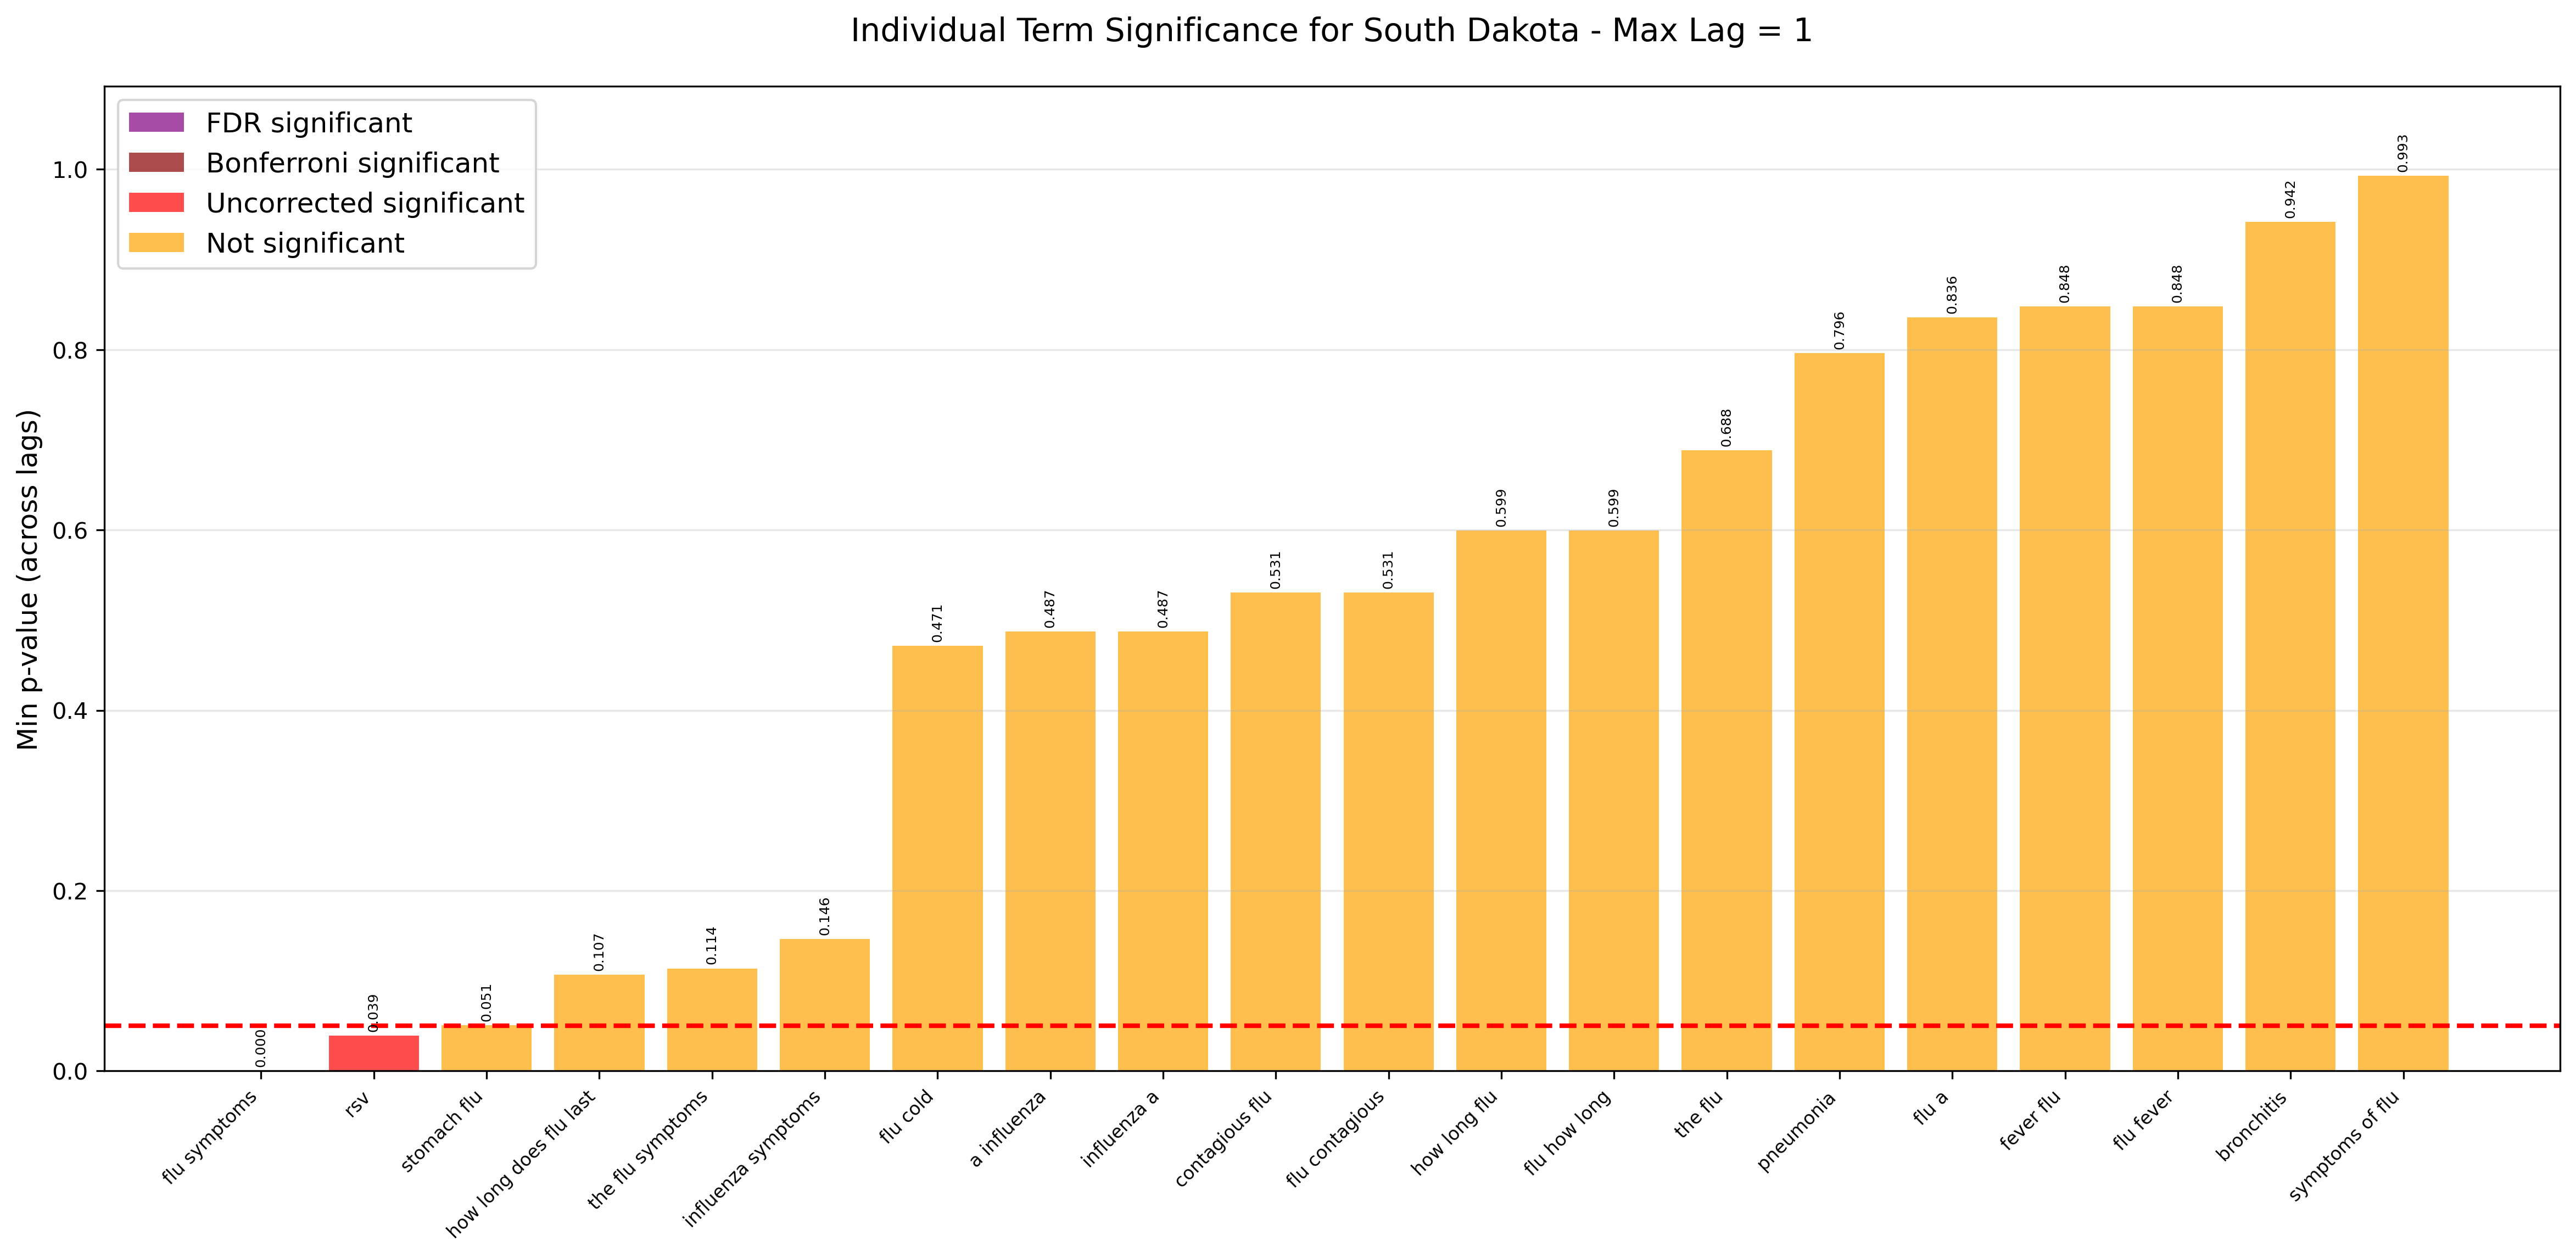 Individual Term Significance for South Dakota - Max Lag = 1
FDR significant
Bonferroni significant
Uncorrected significant
Not significant
Min p-value (across lags)
1.0
0.8
0.6
0.4
0.2
0.0
0.000
0.039
0.051
0.107
0.114
0.146
0.471
0.487
0.487
0.531
0.531
0.599
0.599
0.688
0.796
0.836
0.848
0.848
0.942
0.993
flu symptoms
rsv
stomach flu
how long does flu last
the flu symptoms
influenza symptoms
flu cold
a influenza
influenza a
contagious flu
flu contagious
how long flu
flu how long
the flu
pneumonia
flu a
fever flu
flu fever
bronchitis
symptoms of flu